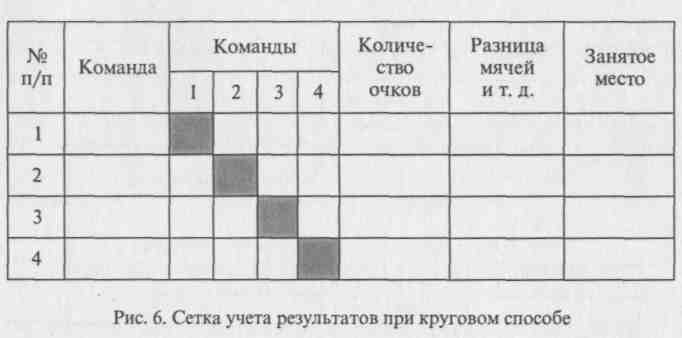 №
п/п
Команда
Команды
Количе-
ство
очков
Разница
мячей
и т. д.
Занятое
место
1 2 3 4
1
2
3
4
Рис. 6. Сетка учета результатов при круговом способе